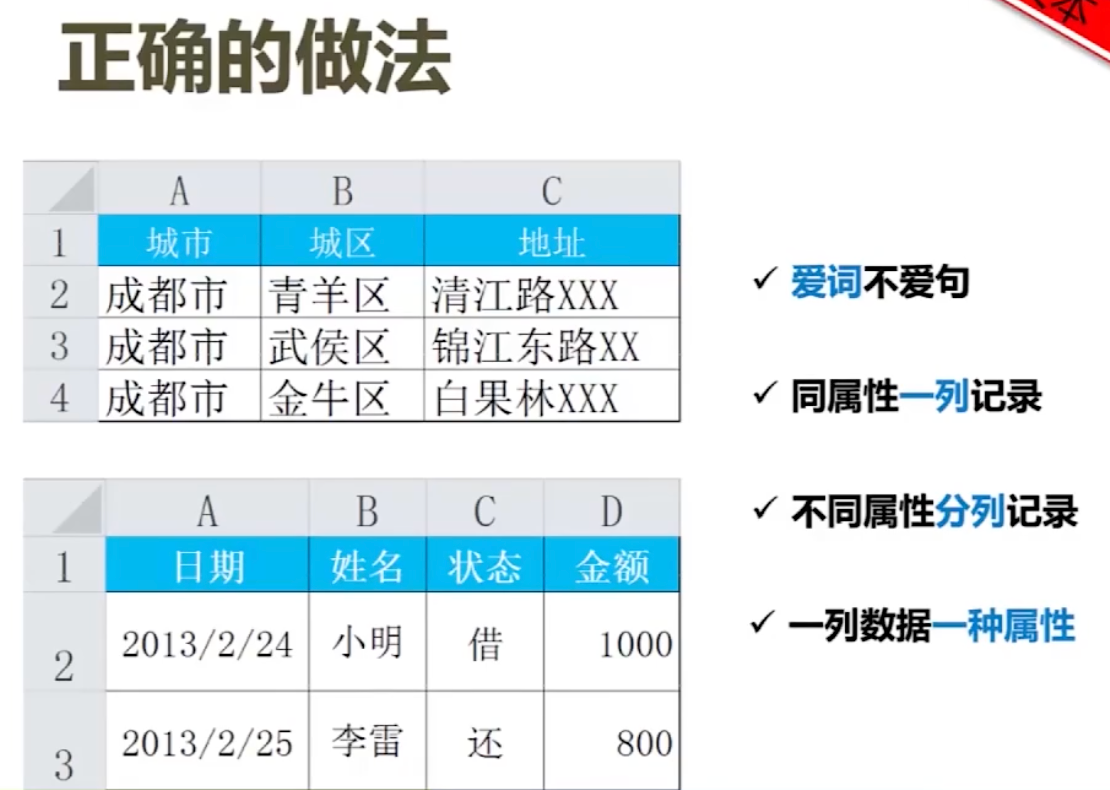 正确的做法
本
A B C
1 城市 城区 地址
2 成都市 青羊区 清江路XXX
3 成都市 武侯区 锦江东路XX
4 成都市 金牛区 白果林XXX
✓ 爱词不爱句
✓ 同属性一列记录
✓ 不同属性分列记录
✓ 一列数据一种属性
A B C D
1 日期 姓名 状态 金额
2 2013/2/24 小明 借 1000
3 2013/2/25 李雷 还 800